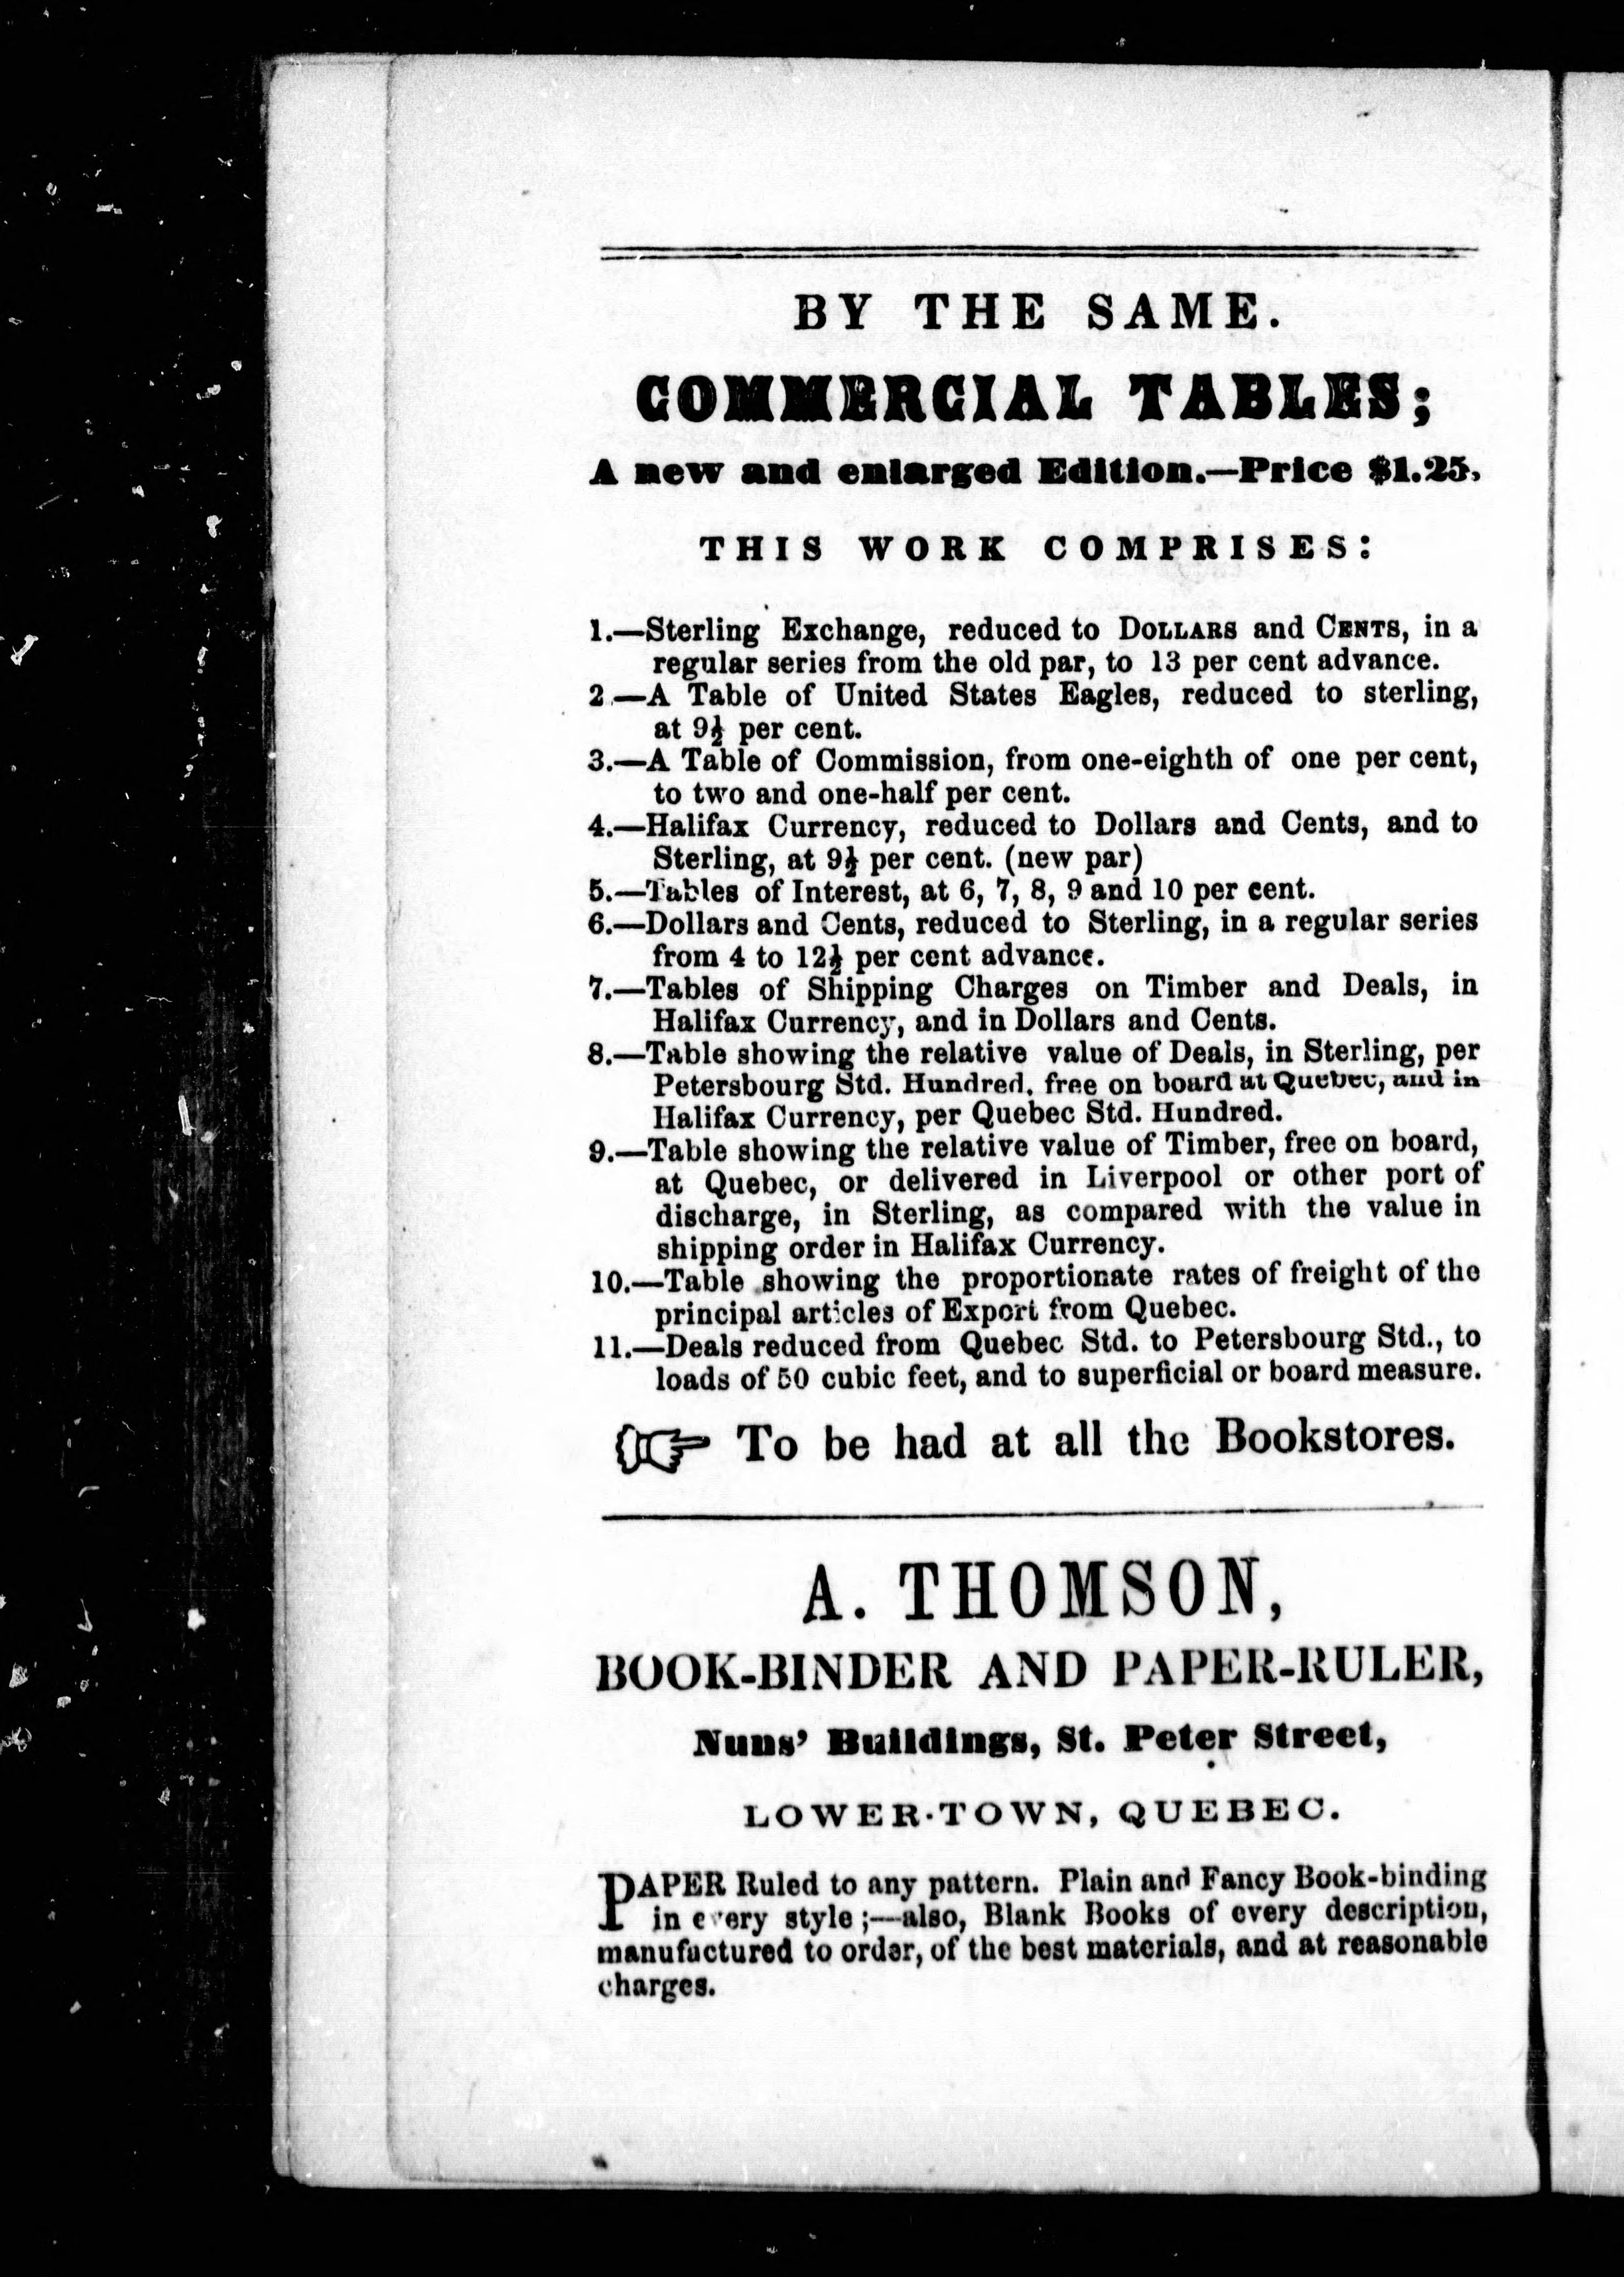 BY THE SAME.
COMMERCIAL TABLES;
A new and enlarged Edition.—Price $1.25,
THIS WORK COMPRISES:
1.—Sterling Exchange, reduced to DOLLARS and CENTS, in a
regular series from the old par, to 13 per cent advance.
2.—A Table of United States Eagles, reduced to sterling,
at 9½ per cent.
3.—A Table of Commission, from one-eighth of one per cent,
to two and one-half per cent.
4.—Halifax Currency, reduced to Dollars and Cents, and to
Sterling, at 9½ per cent. (new par)
5.—Tables of Interest, at 6, 7, 8, 9 and 10 per cent.
6.—Dollars and Cents, reduced to Sterling, in a regular series
from 4 to 12½ per cent advance.
7.—Tables of Shipping Charges on Timber and Deals, in
Halifax Currency, and in Dollars and Cents.
8.—Table showing the relative value of Deals, in Sterling, per
Petersbourg Std. Hundred, free on board at Quebec, and in
Halifax Currency, per Quebec Std. Hundred.
9.—Table showing the relative value of Timber, free on board,
at Quebec, or delivered in Liverpool or other port of
discharge, in Sterling, as compared with the value in
shipping order in Halifax Currency.
10.—Table showing the proportionate rates of freight of the
principal articles of Export from Quebec.
11.—Deals reduced from Quebec Std. to Petersbourg Std., to
loads of 50 cubic feet, and to superficial or board measure.
To be had at all the Bookstores.
A. THOMSON,
BOOK-BINDER AND PAPER-RULER,
Nuns' Buildings, St. Peter Street,
LOWER-TOWN, QUEBEC.
PAPER Ruled to any pattern. Plain and Fancy Book-binding
in every style;—also, Blank Books of every description,
manufactured to order, of the best materials, and at reasonable
charges.